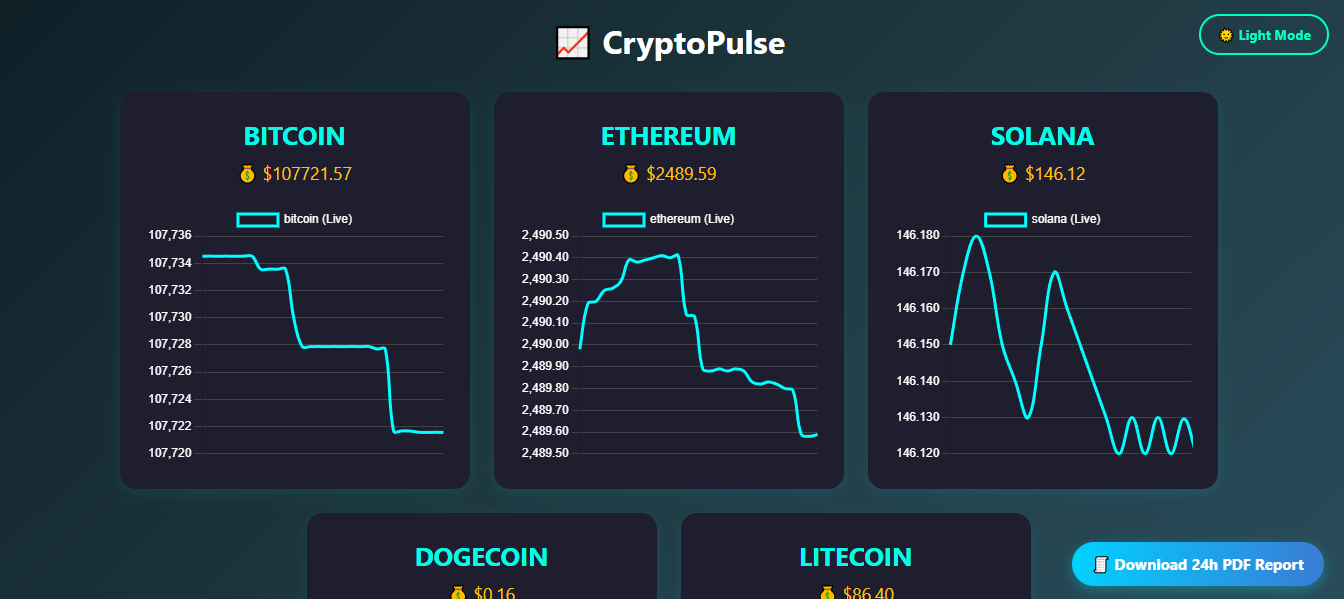 📈 CryptoPulse
🌞 Light Mode
BITCOIN
💰 $107721.57
bitcoin (Live)
107,736
107,734
107,732
107,730
107,728
107,726
107,724
107,722
107,720
ETHEREUM
💰 $2489.59
ethereum (Live)
2,490.50
2,490.40
2,490.30
2,490.20
2,490.10
2,490.00
2,489.90
2,489.80
2,489.70
2,489.60
2,489.50
SOLANA
💰 $146.12
solana (Live)
146.180
146.170
146.160
146.150
146.140
146.130
146.120
DOGECOIN
💰 $0.16
LITECOIN
💰 $86.40
🧾 Download 24h PDF Report